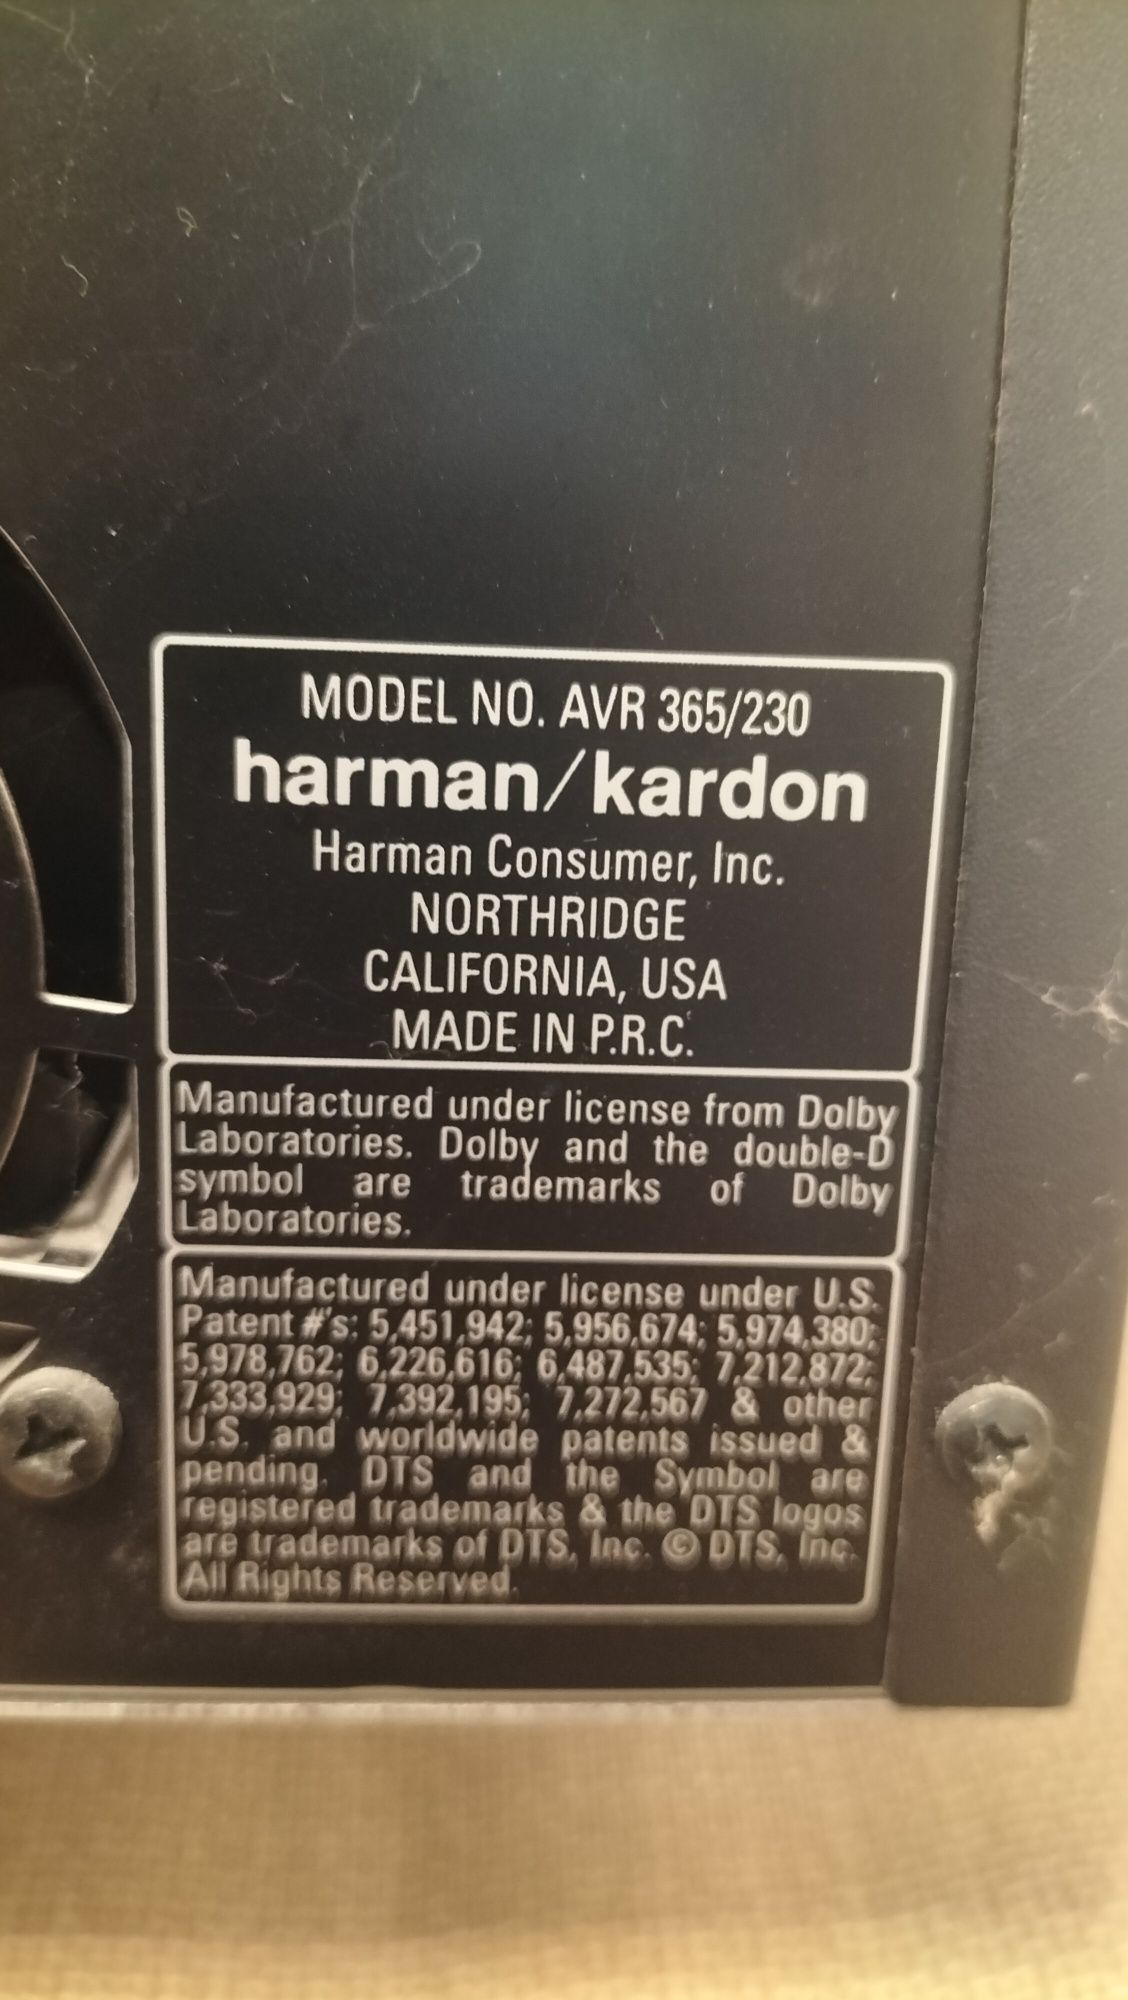 MODEL NO. AVR 365/230
harman/kardon
Harman Consumer, Inc.
NORTHRIDGE
CALIFORNIA, USA
MADE IN P.R.C.
Manufactured under license from Dolby
Laboratories. Dolby and the double-D
symbol are trademarks of Dolby
Laboratories.
Manufactured under license under U.S.
Patent #'s: 5,451,942; 5,956,674; 5,974,380;
5,978,762; 6,226,616; 6,487,535; 7,212,872;
7,333,929; 7,392,195; 7,272,567 & other
U.S. and worldwide patents issued &
pending. DTS and the Symbol are
registered trademarks & the DTS logos
are trademarks of DTS, Inc. © DTS, Inc.
All Rights Reserved.